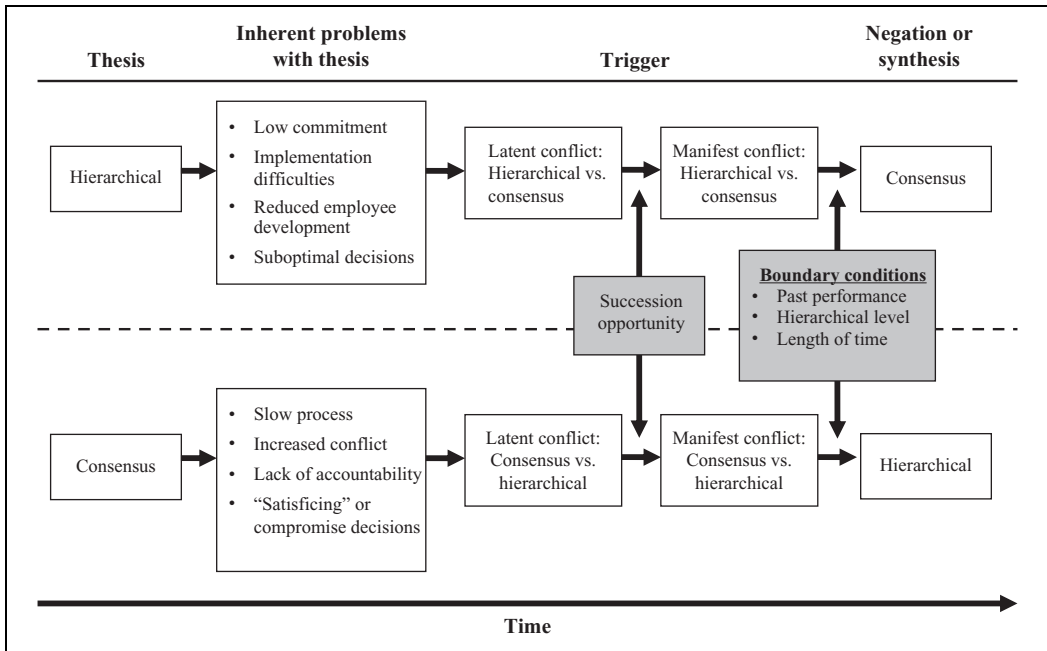 Thesis
Inherent problems
with thesis
Trigger
Negation or
synthesis
Hierarchical
• Low commitment
• Implementation
difficulties
• Reduced employee
development
• Suboptimal decisions
Latent conflict:
Hierarchical vs.
consensus
Manifest conflict:
Hierarchical vs.
consensus
Consensus
Succession
opportunity
Boundary conditions
• Past performance
• Hierarchical level
• Length of time
Consensus
• Slow process
• Increased conflict
• Lack of accountability
• “Satisficing” or
compromise decisions
Latent conflict:
Consensus vs.
hierarchical
Manifest conflict:
Consensus vs.
hierarchical
Hierarchical
Time